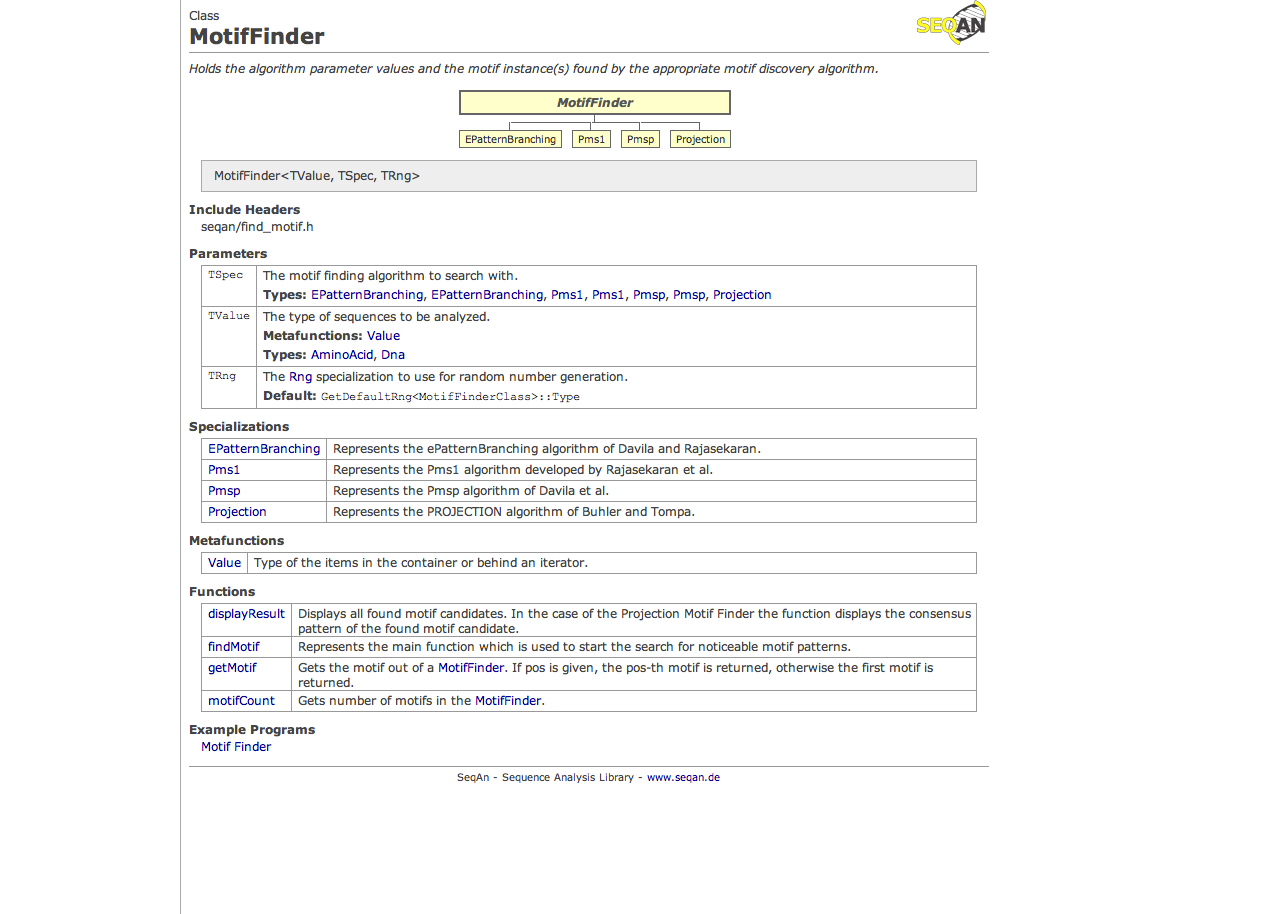 Class
MotifFinder
SEQAN
Holds the algorithm parameter values and the motif instance(s) found by the appropriate motif discovery algorithm.
MotifFinder
EPatternBranching Pms1 Pmsp Projection
MotifFinder<TValue, TSpec, TRng>
Include Headers
seqan/find_motif.h
Parameters
TSpec The motif finding algorithm to search with.
Types: EPatternBranching, EPatternBranching, Pms1, Pms1, Pmsp, Pmsp, Projection
TValue The type of sequences to be analyzed.
Metafunctions: Value
Types: AminoAcid, Dna
TRng The Rng specialization to use for random number generation.
Default: GetDefaultRng<MotifFinderClass>::Type
Specializations
EPatternBranching Represents the ePatternBranching algorithm of Davila and Rajasekaran.
Pms1 Represents the Pms1 algorithm developed by Rajasekaran et al.
Pmsp Represents the Pmsp algorithm of Davila et al.
Projection Represents the PROJECTION algorithm of Buhler and Tompa.
Metafunctions
Value Type of the items in the container or behind an iterator.
Functions
displayResult Displays all found motif candidates. In the case of the Projection Motif Finder the function displays the consensus
pattern of the found motif candidate.
findMotif Represents the main function which is used to start the search for noticeable motif patterns.
getMotif Gets the motif out of a MotifFinder. If pos is given, the pos-th motif is returned, otherwise the first motif is
returned.
motifCount Gets number of motifs in the MotifFinder.
Example Programs
Motif Finder
SeqAn - Sequence Analysis Library - www.seqan.de